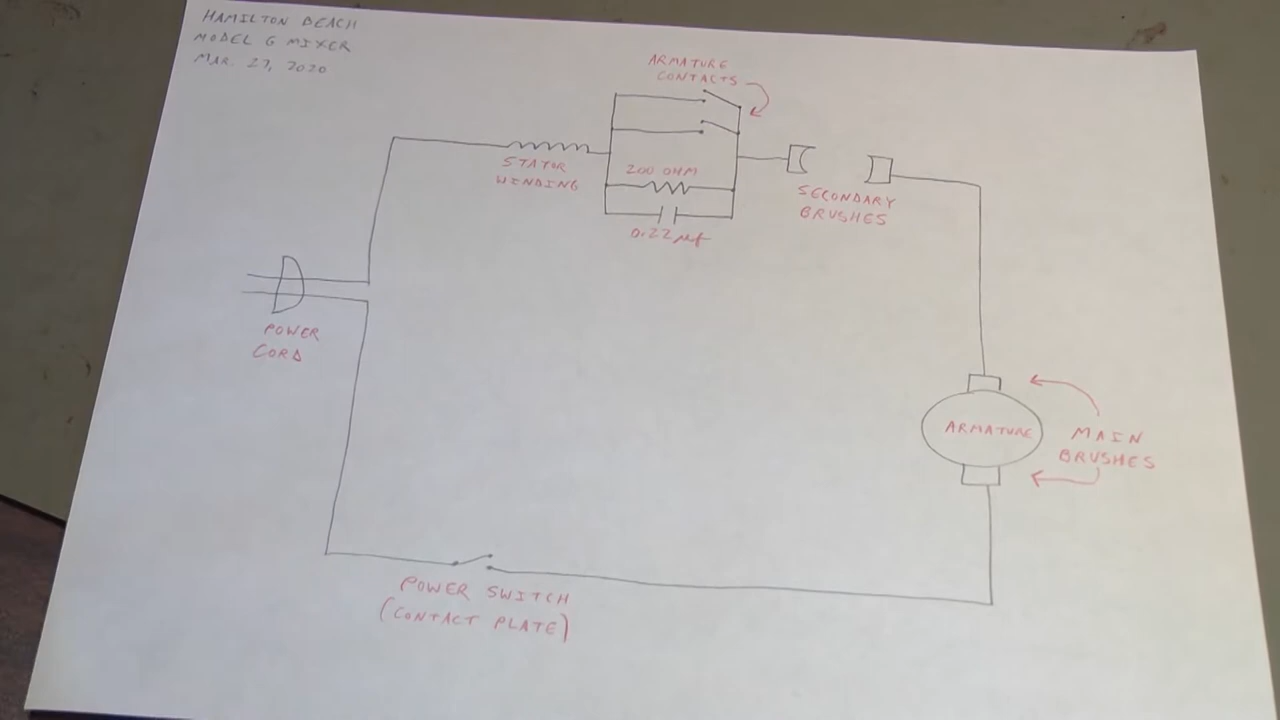 HAMILTON BEACH
MODEL G MIXER
MAR. 27, 2020
ARMATURE
CONTACTS
STATOR
WINDING
200 OHM
0.22 µf
SECONDARY
BRUSHES
POWER
CORD
ARMATURE
MAIN
BRUSHES
POWER SWITCH
(CONTACT PLATE)